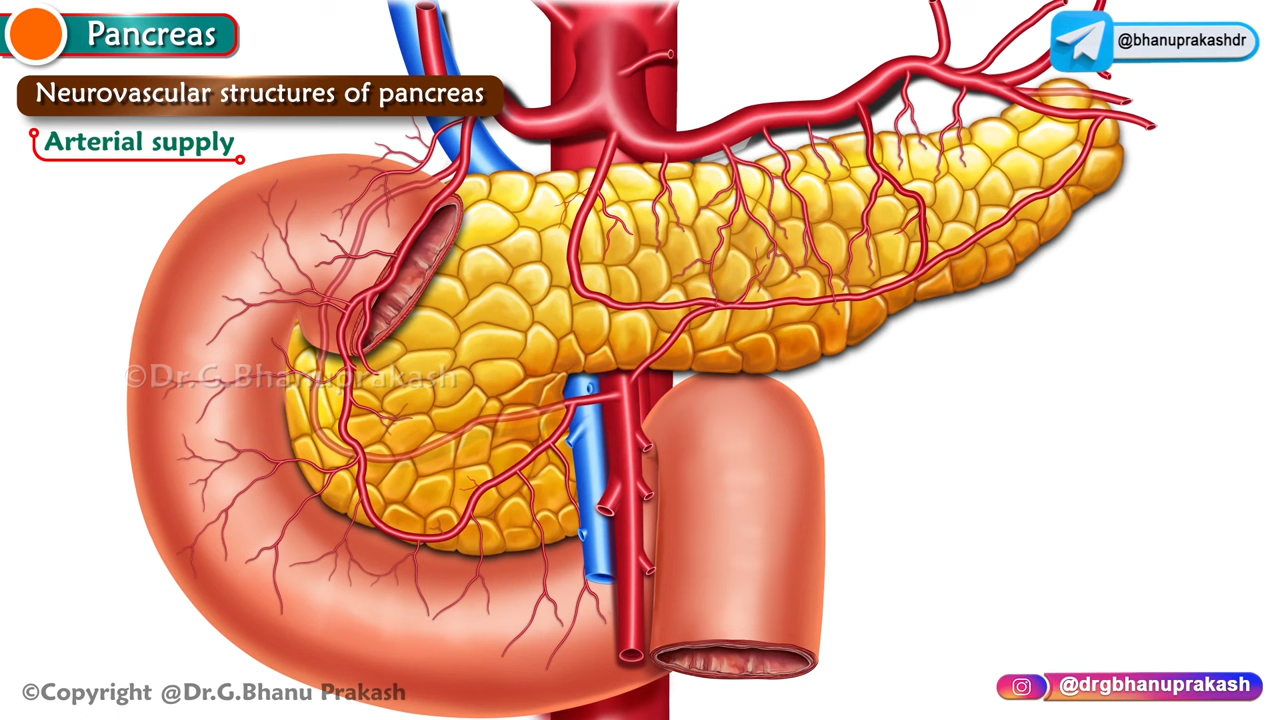 Pancreas
@bhanuprakashdr
Neurovascular structures of pancreas
Arterial supply
©Dr.G.Bhanuprakash
©Copyright @Dr.G.Bhanu Prakash
@drgbhanuprakash